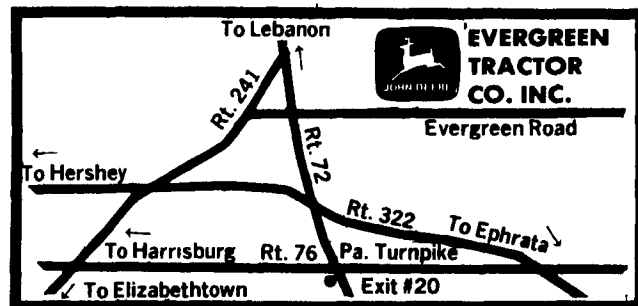 To Lebanon
EVERGREEN
TRACTOR
CO. INC.
JOHN DEERE
Rt. 241
Evergreen Road
Rt. 72
To Hershey
Rt. 322
To Ephrata
To Harrisburg
Rt. 76
Pa. Turnpike
Exit #20
To Elizabethtown